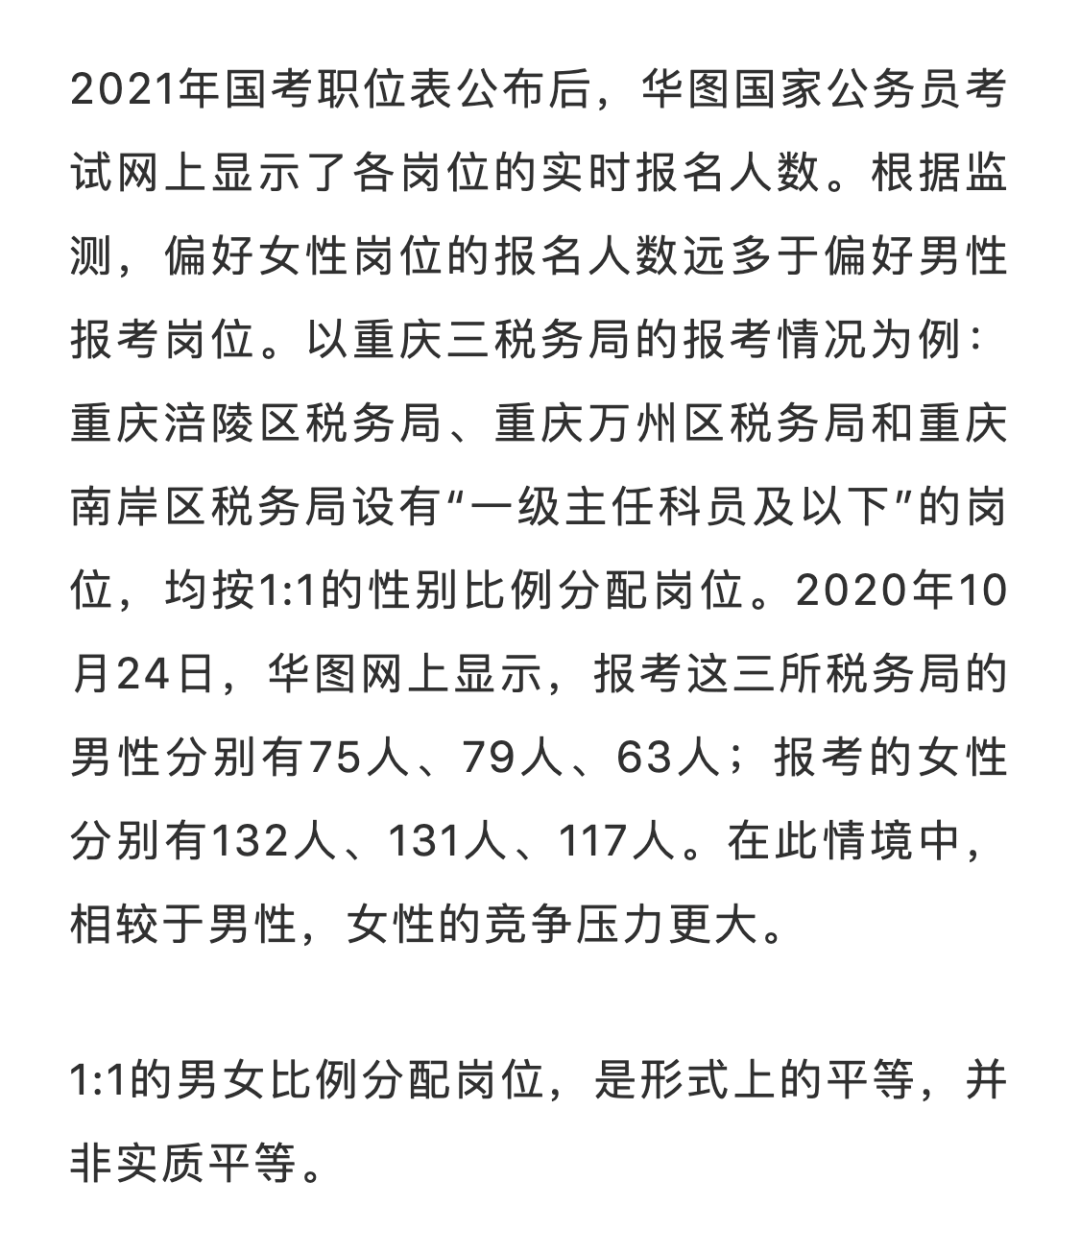 2021年国考职位表公布后，华图国家公务员考
试网上显示了各岗位的实时报名人数。根据监
测，偏好女性岗位的报名人数远多于偏好男性
报考岗位。以重庆三税务局的报考情况为例：
重庆涪陵区税务局、重庆万州区税务局和重庆
南岸区税务局设有“一级主任科员及以下”的岗
位，均按1:1的性别比例分配岗位。2020年10
月24日，华图网上显示，报考这三所税务局的
男性分别有75人、79人、63人；报考的女性
分别有132人、131人、117人。在此情境中，
相较于男性，女性的竞争压力更大。
1:1的男女比例分配岗位，是形式上的平等，并
非实质平等。